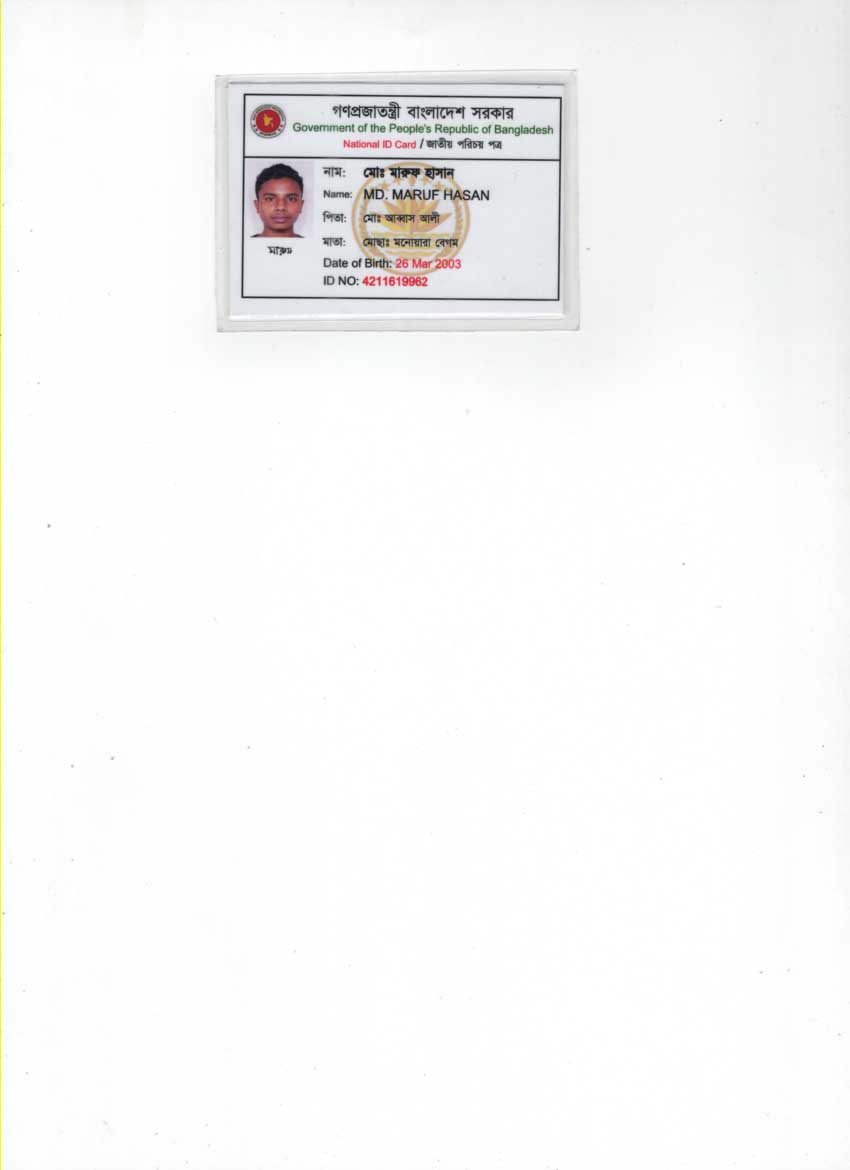 গণপ্রজাতন্ত্রী বাংলাদেশ সরকার
Government of the People's Republic of Bangladesh
National ID Card / জাতীয় পরিচয় পত্র
নাম: মোঃ মারুফ হাসান
Name: MD. MARUF HASAN
পিতা: মোঃ আব্বাস আলী
মাতা: মোছাঃ মনোয়ারা বেগম
Date of Birth: 26 Mar 2003
ID NO: 4211619962
মারুফ